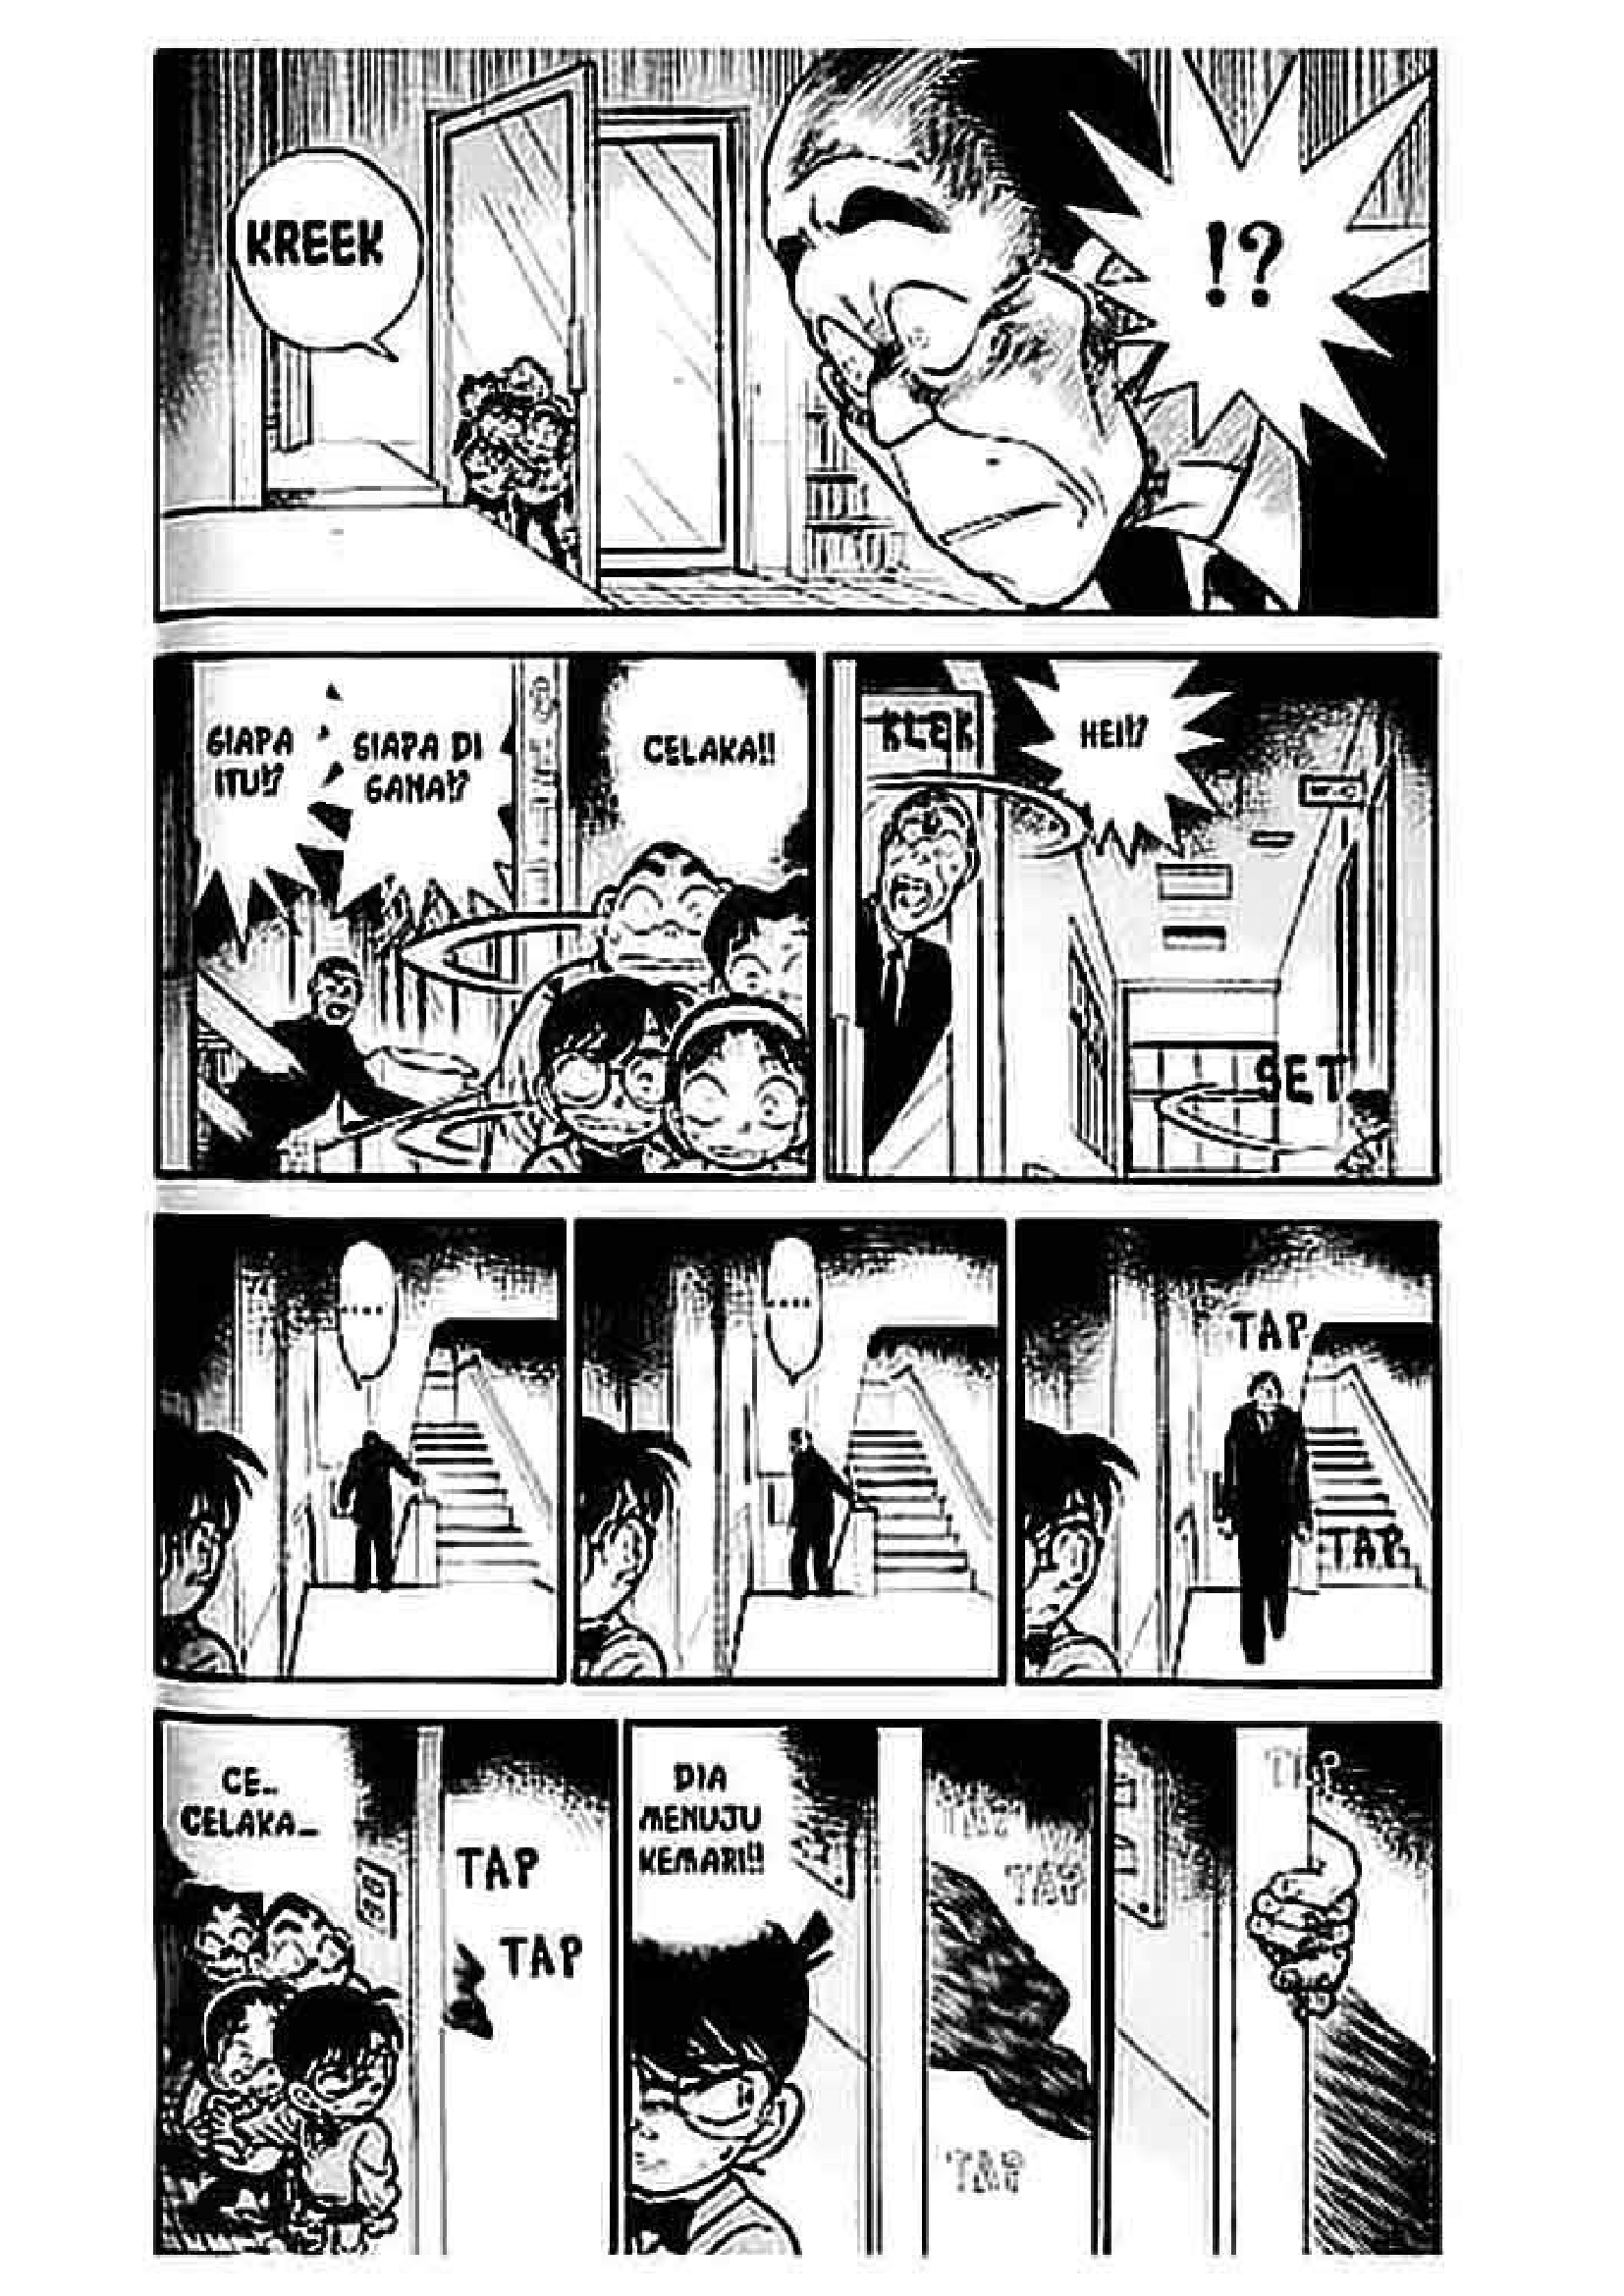 KREEK
!?
SIAPA
ITU!?
SIAPA DI
SANA!?
CELAKA!!
KLEK
HEI!?
W.C
SET
.....
....
TAP
TAP
CE..
CELAKA...
TAP
TAP
DIA
MENUJU
KEMARI!!
TAP
TAP
TAP
TAP